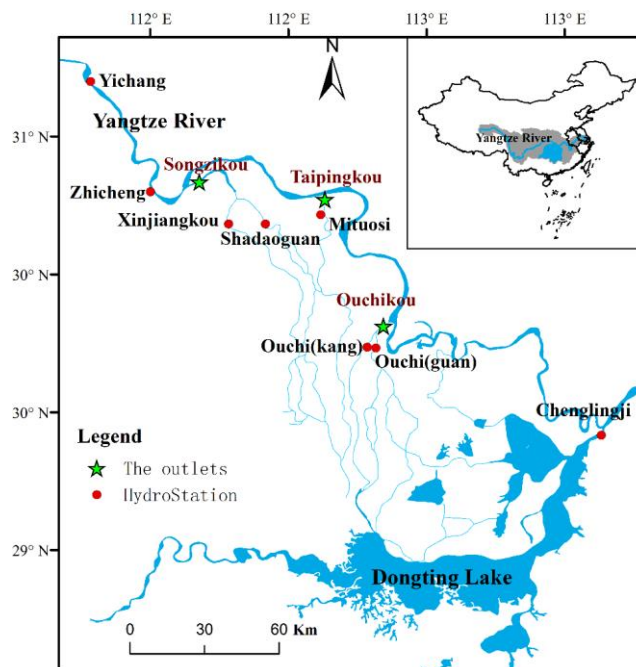 112° E
112° E
113° E
113° E
N
Yichang
Yangtze River
Yangtze River
31° N
Songzikou
Taipingkou
Zhicheng
Xinjiangkou
Mituosi
Shadaoguan
30° N
Ouchikou
Ouchi(kang)
Ouchi(guan)
30° N
Chenglingji
Legend
The outlets
HydroStation
29° N
Dongting Lake
Km
0 30 60